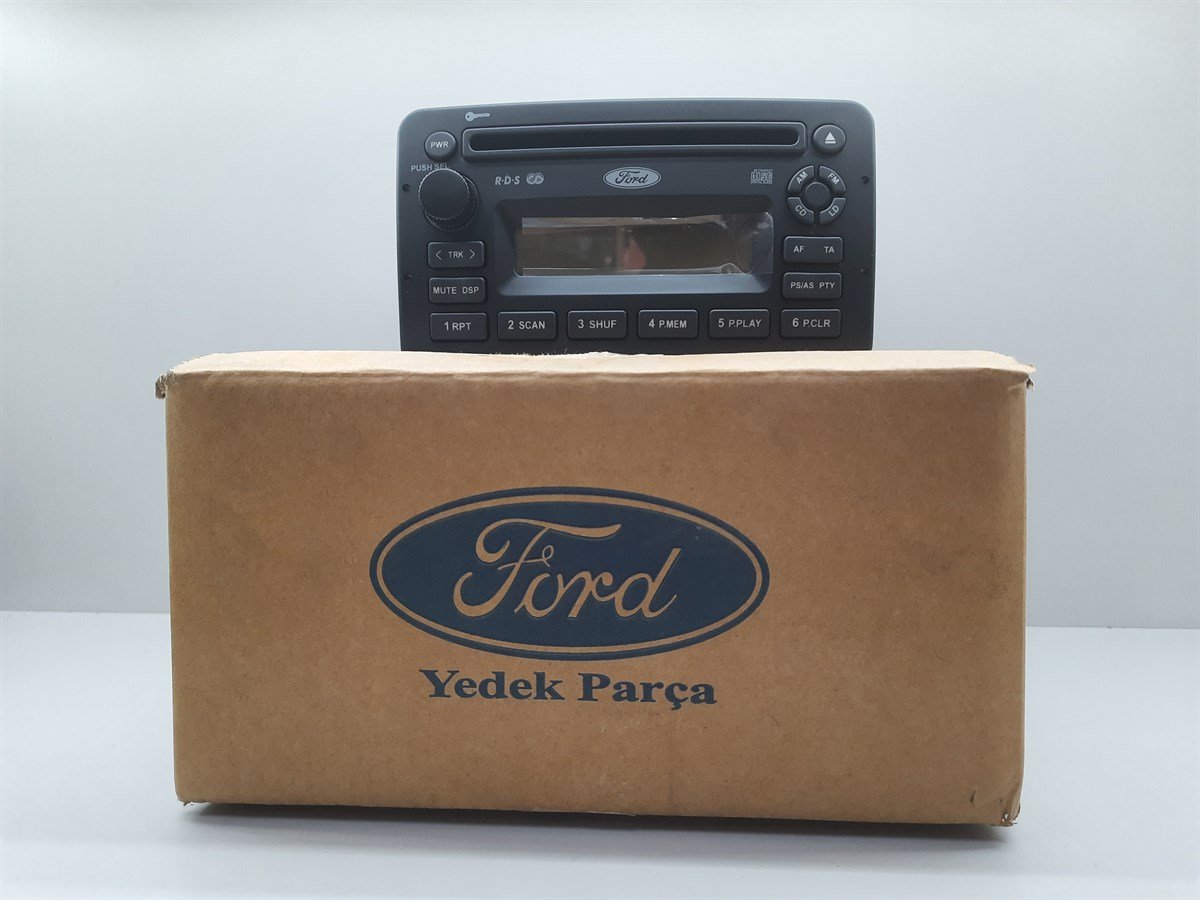 PWR
PUSH SEL
R·D·S
Ford
DISC
AM FM
CD LD
< TRK >
AF TA
MUTE DSP
PS/AS PTY
1 RPT 2 SCAN 3 SHUF 4 P.MEM 5 P.PLAY 6 P.CLR
Ford
Yedek Parça